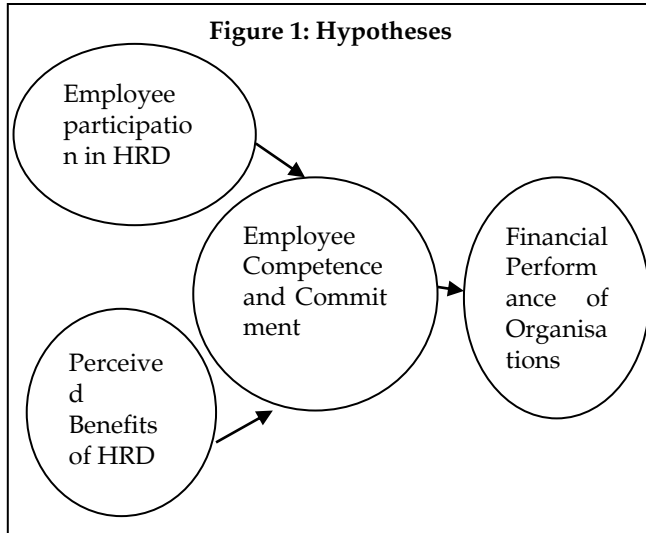 Figure 1: Hypotheses
Employee
participatio
n in HRD
Employee
Competence
and Commit
ment
Financial
Perform
ance of
Organisa
tions
Perceive
d
Benefits
of HRD